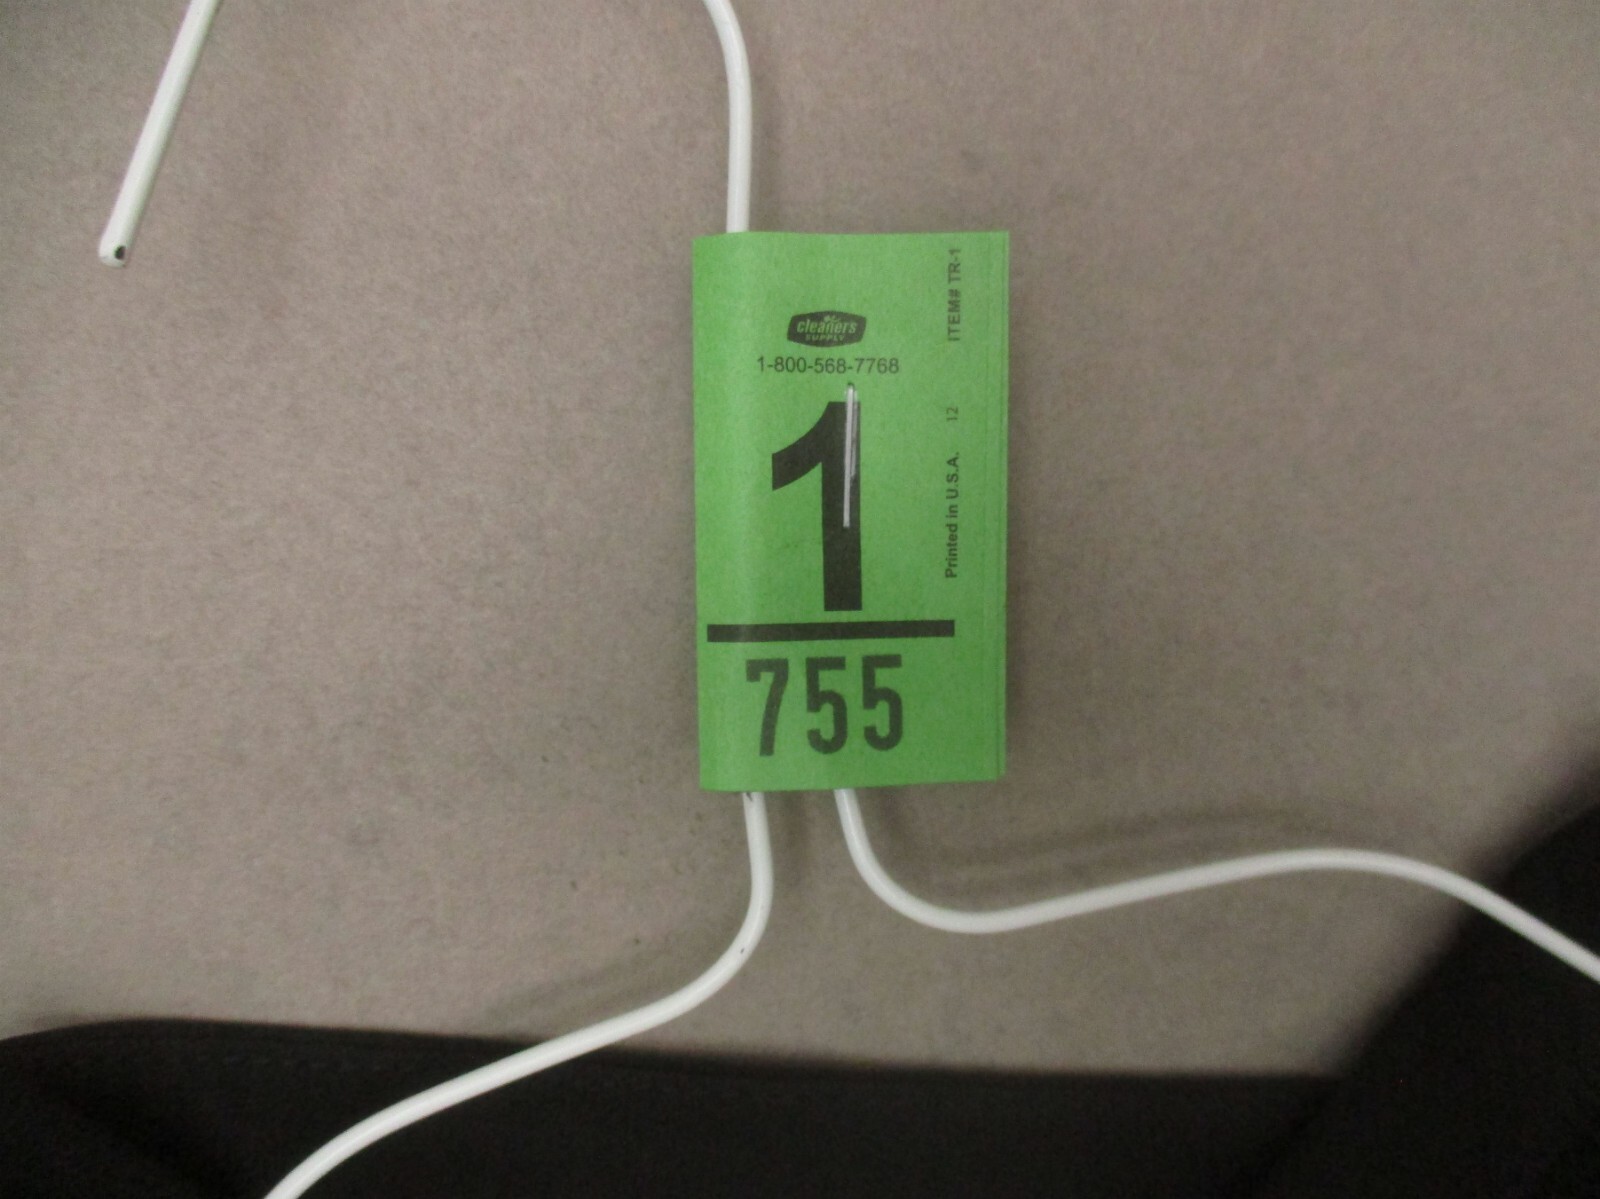 cleaners
SUPPLY
1-800-568-7768
1
755
Printed in U.S.A. 12 ITEM# TR-1